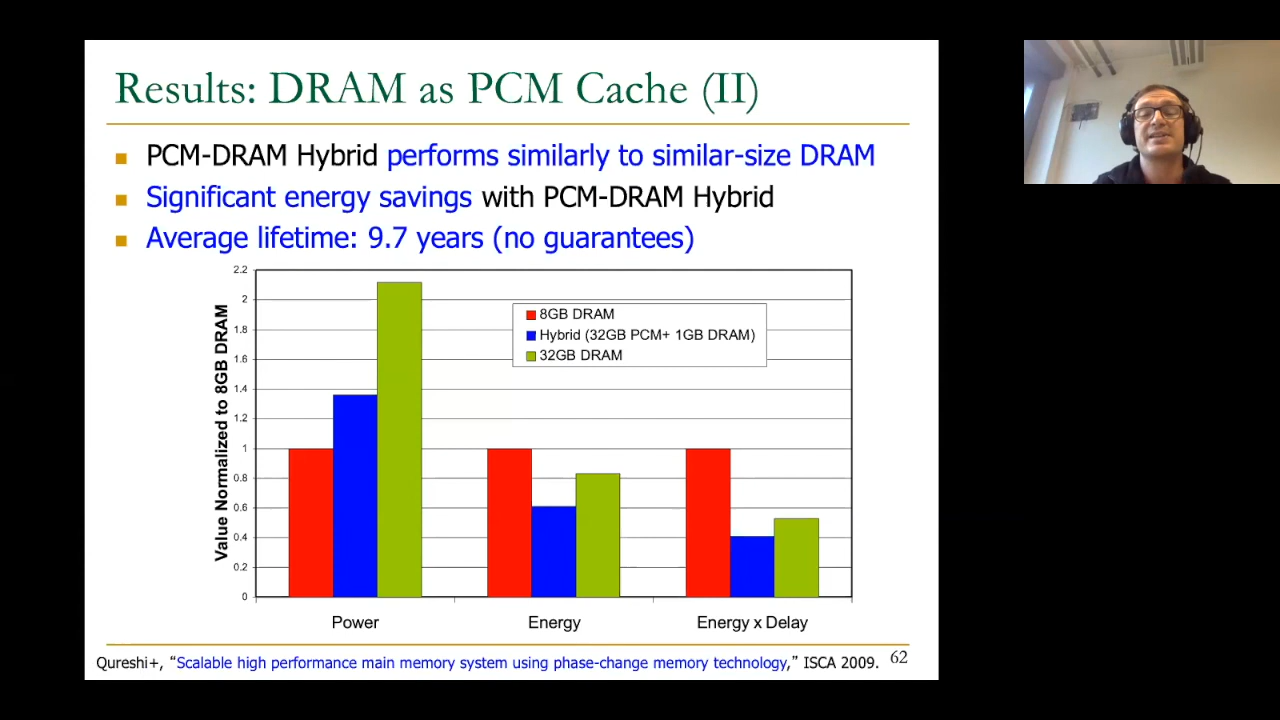 Results: DRAM as PCM Cache (II)
PCM-DRAM Hybrid performs similarly to similar-size DRAM
Significant energy savings with PCM-DRAM Hybrid
Average lifetime: 9.7 years (no guarantees)
Value Normalized to 8GB DRAM
2.2
2
1.8
1.6
1.4
1.2
1
0.8
0.6
0.4
0.2
0
8GB DRAM
Hybrid (32GB PCM+ 1GB DRAM)
32GB DRAM
Power
Energy
Energy x Delay
Qureshi+, “Scalable high performance main memory system using phase-change memory technology,” ISCA 2009.
62